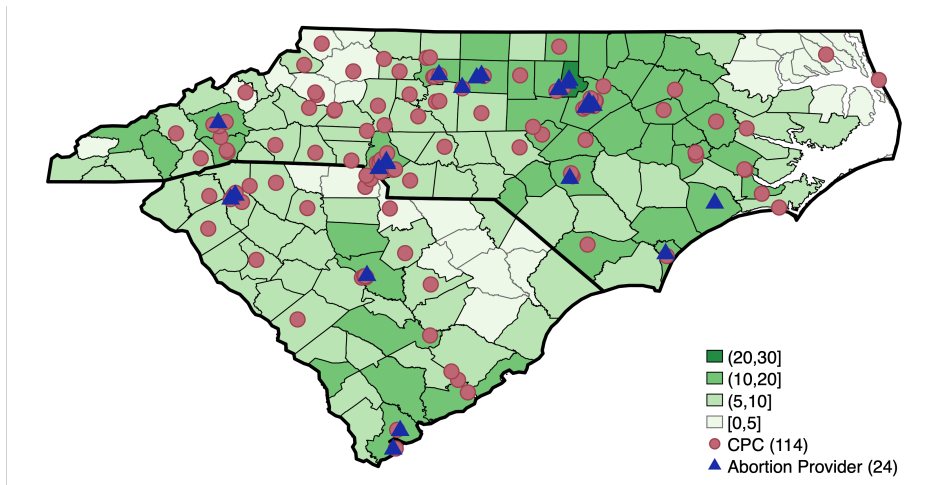 (20,30]
(10,20]
(5,10]
[0,5]
CPC (114)
Abortion Provider (24)